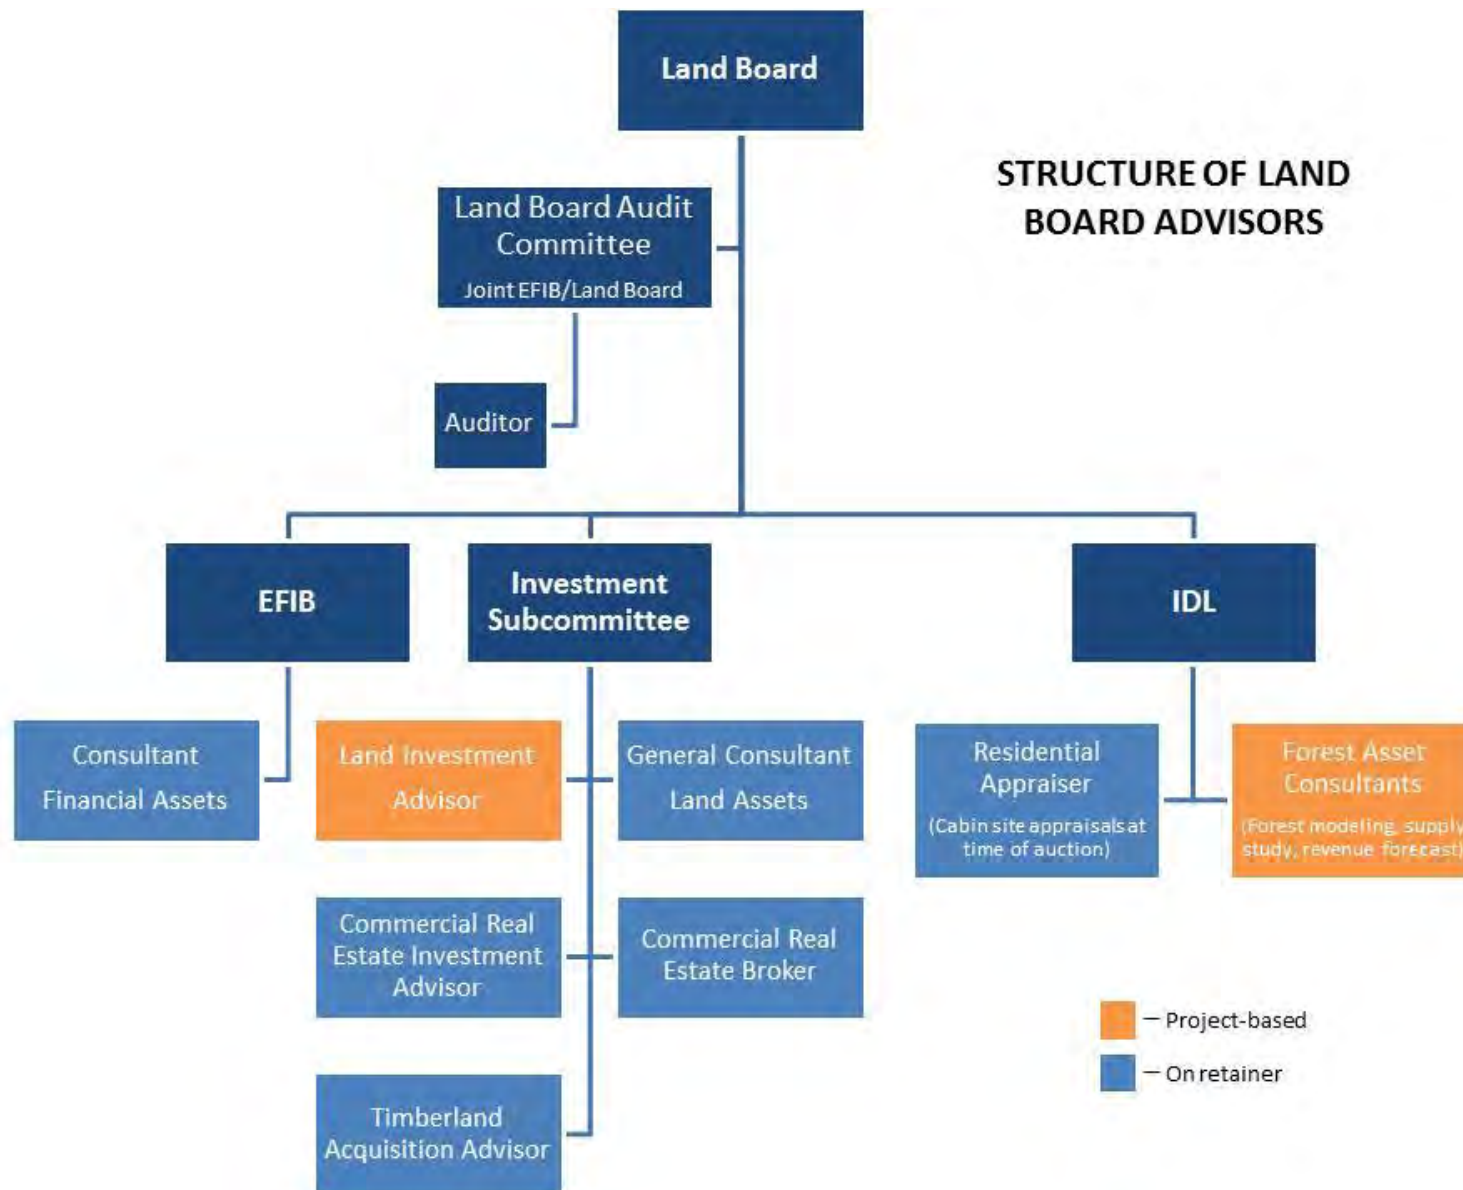 Land Board
STRUCTURE OF LAND
BOARD ADVISORS
Land Board Audit
Committee
Joint EFIB/Land Board
Auditor
EFIB
Investment
Subcommittee
IDL
Consultant
Financial Assets
Land Investment
Advisor
General Consultant
Land Assets
Residential
Appraiser
(Cabin site appraisals at
time of auction)
Forest Asset
Consultants
(Forest modeling, supply
study, revenue forecast)
Commercial Real
Estate Investment
Advisor
Commercial Real
Estate Broker
Timberland
Acquisition Advisor
– Project-based
– On retainer